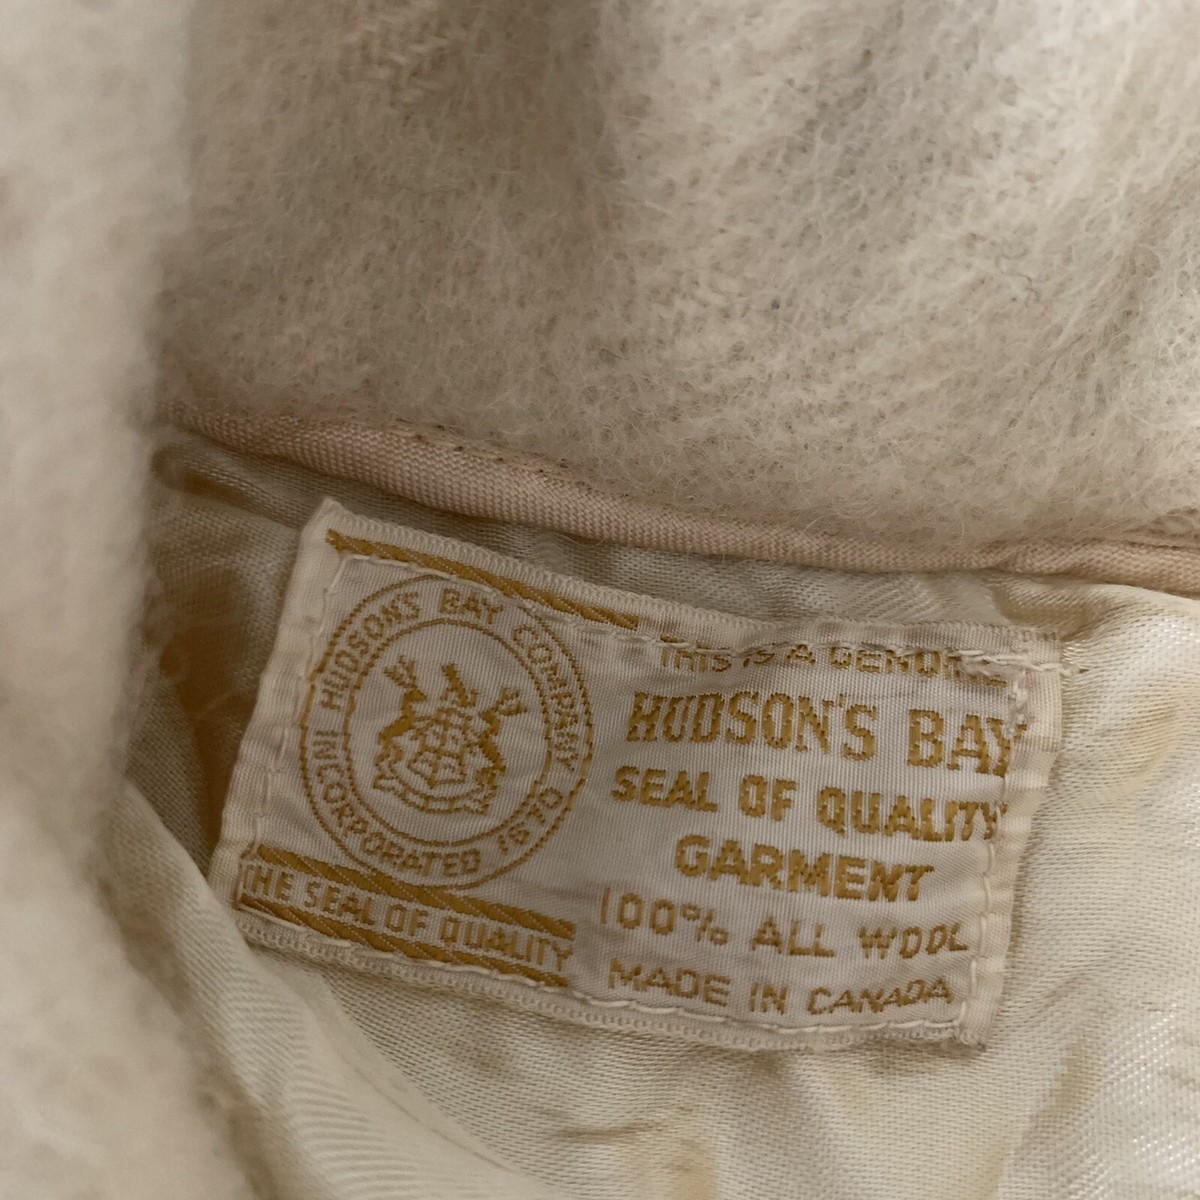 HUDSON'S BAY COMPANY
INCORPORATED 1670
THE SEAL OF QUALITY
THIS IS A GENUINE
HUDSON'S BAY
SEAL OF QUALITY
GARMENT
100% ALL WOOL
MADE IN CANADA